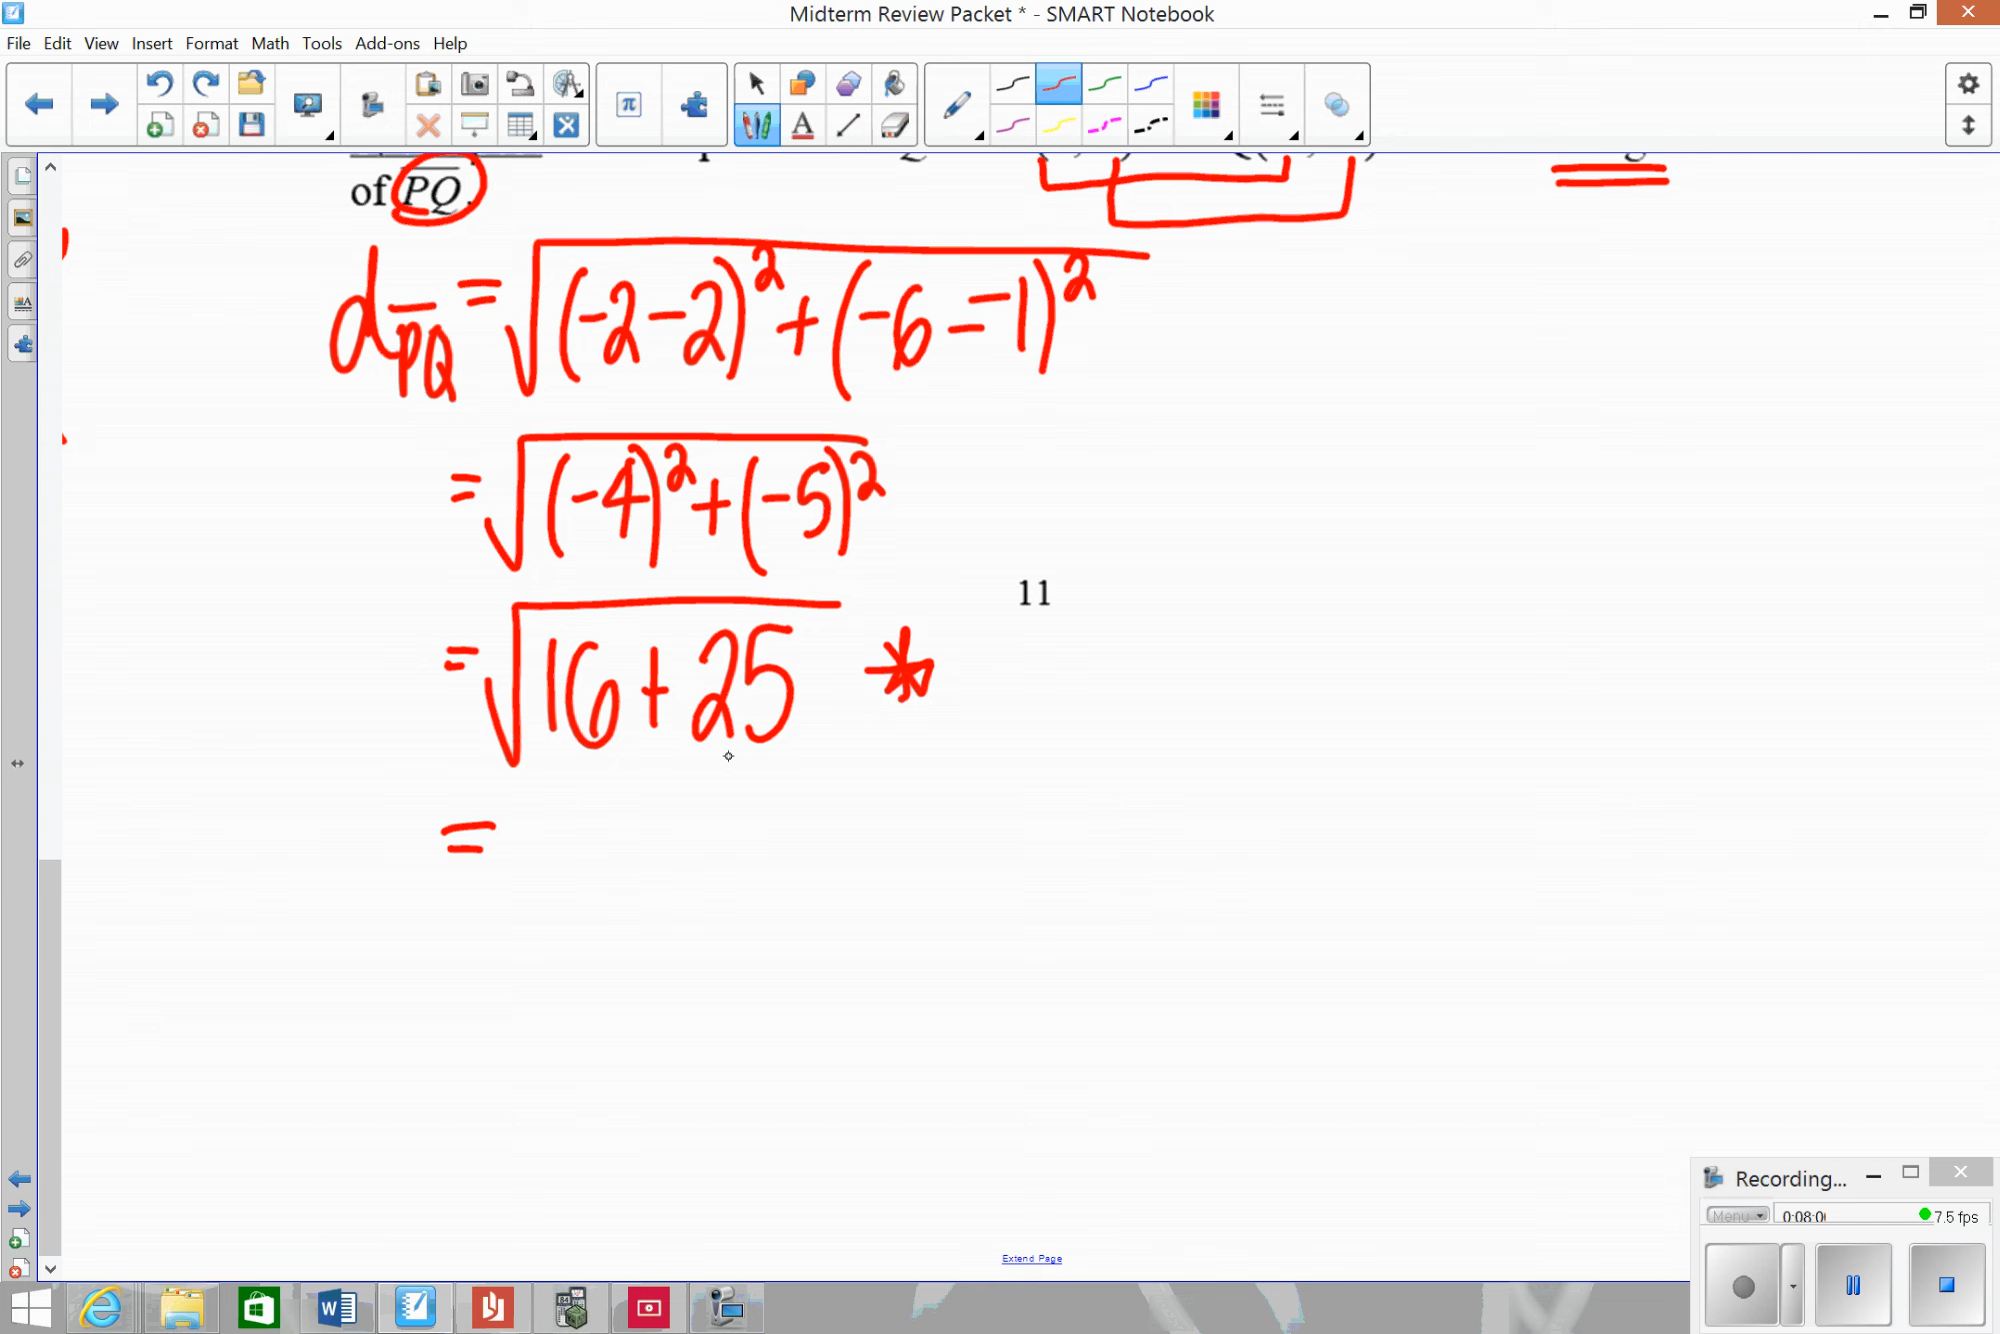 Midterm Review Packet * - SMART Notebook
File Edit View Insert Format Math Tools Add-ons Help
of PQ.
d PQ = √(-2-2)² + (-6--1)²
= √(-4)² + (-5)²
11
= √16 + 25 *
=
Recording...
Menu 0:08:0 7.5 fps
Extend Page